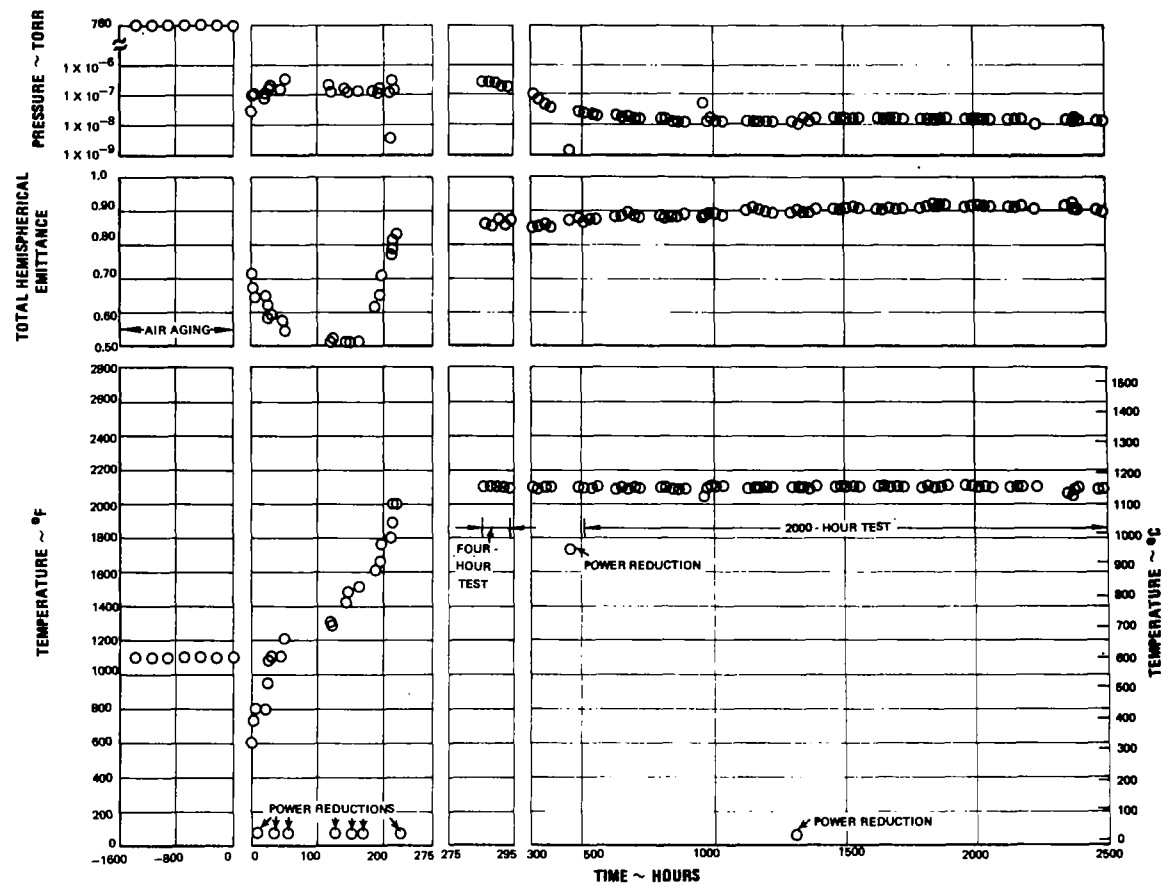 PRESSURE ~ TORR
760
1 X 10⁻⁶
1 X 10⁻⁷
1 X 10⁻⁸
1 X 10⁻⁹
TOTAL HEMISPHERICAL
EMITTANCE
1.0
0.90
0.80
0.70
0.60
0.50
AIR AGING
TEMPERATURE ~ °F
2800
2800
2400
2200
2000
1800
1600
1400
1200
1000
800
600
400
200
0
FOUR -
HOUR
TEST
2000 - HOUR TEST
POWER REDUCTION
POWER REDUCTIONS
POWER REDUCTION
1600
1400
1300
1200
1100
1000
900
800
700
600
500
400
300
200
100
0
TEMPERATURE ~ °C
-1600 -800 0 0 100 200 275 275 295 300 500 1000 1500 2000 2500
TIME ~ HOURS